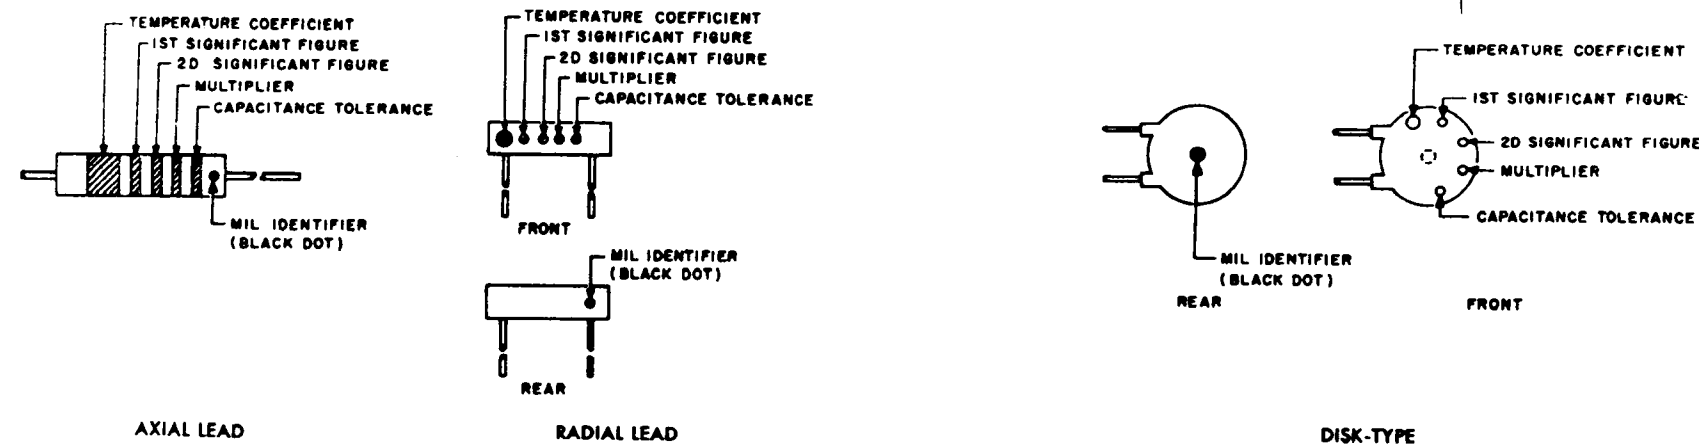 TEMPERATURE COEFFICIENT
1ST SIGNIFICANT FIGURE
2D SIGNIFICANT FIGURE
MULTIPLIER
CAPACITANCE TOLERANCE
MIL IDENTIFIER
(BLACK DOT)
AXIAL LEAD
TEMPERATURE COEFFICIENT
1ST SIGNIFICANT FIGURE
2D SIGNIFICANT FIGURE
MULTIPLIER
CAPACITANCE TOLERANCE
FRONT
MIL IDENTIFIER
(BLACK DOT)
REAR
RADIAL LEAD
MIL IDENTIFIER
(BLACK DOT)
REAR
TEMPERATURE COEFFICIENT
1ST SIGNIFICANT FIGURE
2D SIGNIFICANT FIGURE
MULTIPLIER
CAPACITANCE TOLERANCE
FRONT
DISK-TYPE